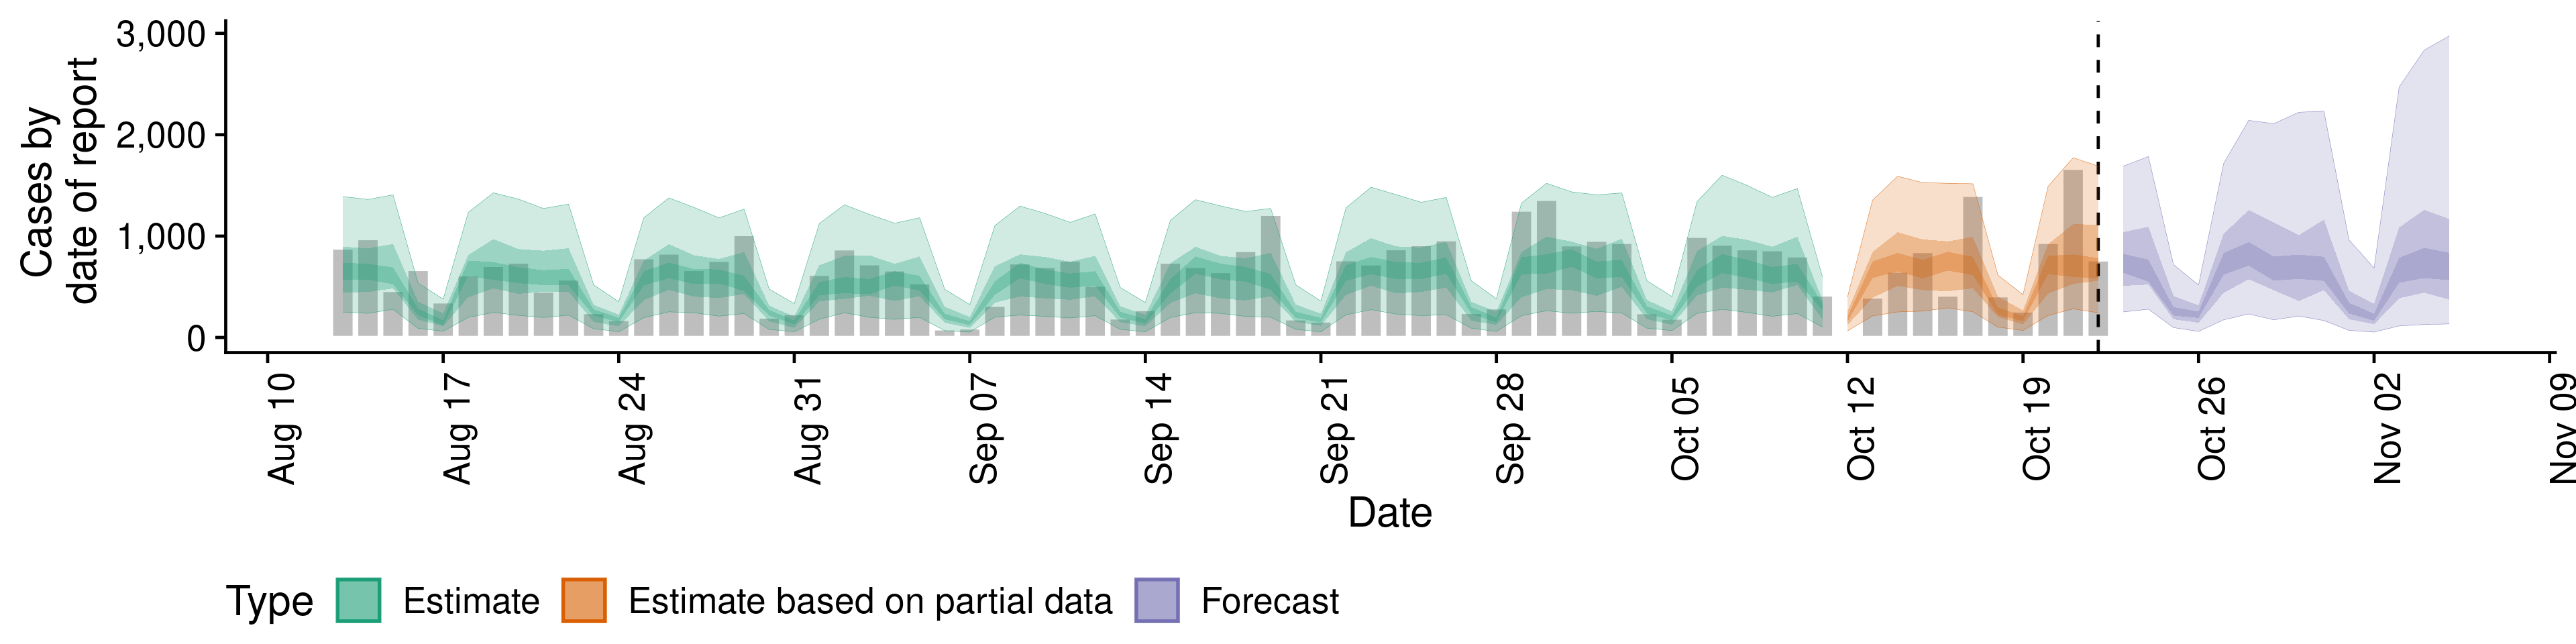 Cases by
date of report
3,000
2,000
1,000
0
Aug 10
Aug 17
Aug 24
Aug 31
Sep 07
Sep 14
Sep 21
Sep 28
Oct 05
Oct 12
Oct 19
Oct 26
Nov 02
Nov 09
Date
Type Estimate Estimate based on partial data Forecast